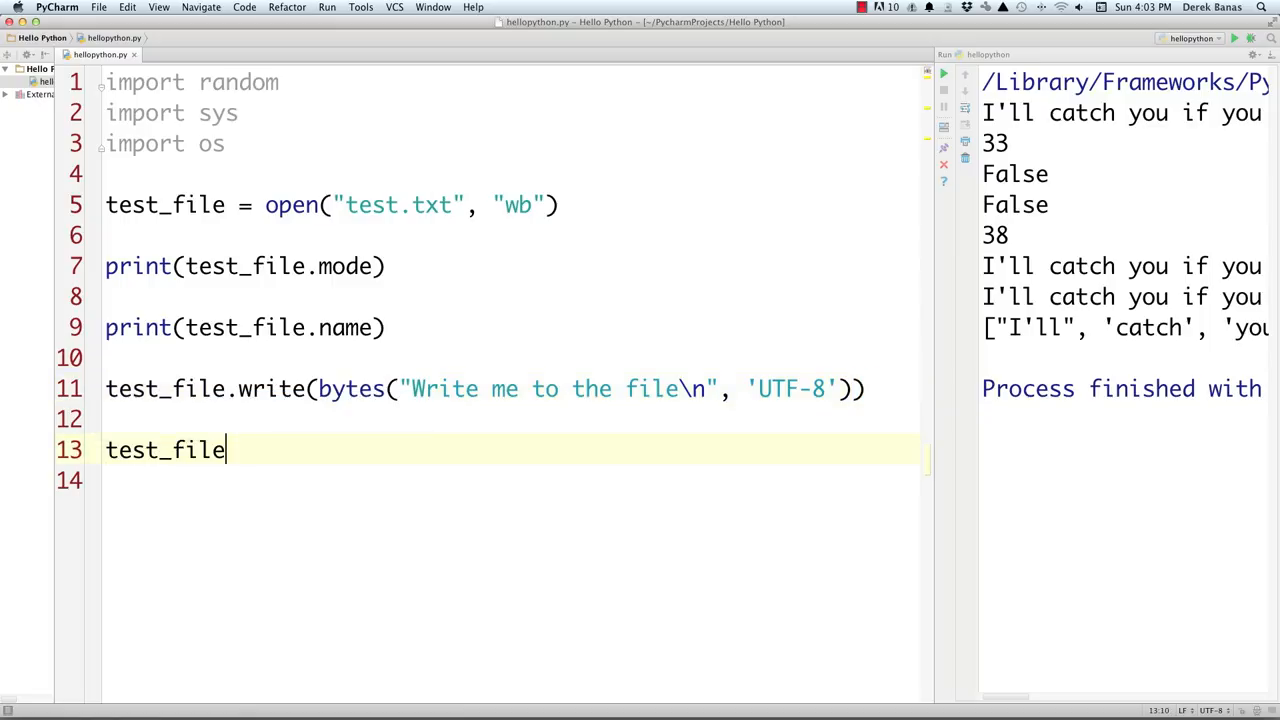 PyCharm File Edit View Navigate Code Refactor Run Tools VCS Window Help 10 Sun 4:03 PM Derek Banas
hellopython.py – Hello Python – [~/PycharmProjects/Hello Python]
Hello Python hellopython.py hellopython
hellopython.py
Run hellopython
Hello P
hell
Externa
1 import random
2 import sys
3 import os
4
5 test_file = open("test.txt", "wb")
6
7 print(test_file.mode)
8
9 print(test_file.name)
10
11 test_file.write(bytes("Write me to the file\n", 'UTF-8'))
12
13 test_file
14
/Library/Frameworks/Py
I'll catch you if you
33
False
False
38
I'll catch you if you
I'll catch you if you
["I'll", 'catch', 'you
Process finished with
13:10 LF UTF-8